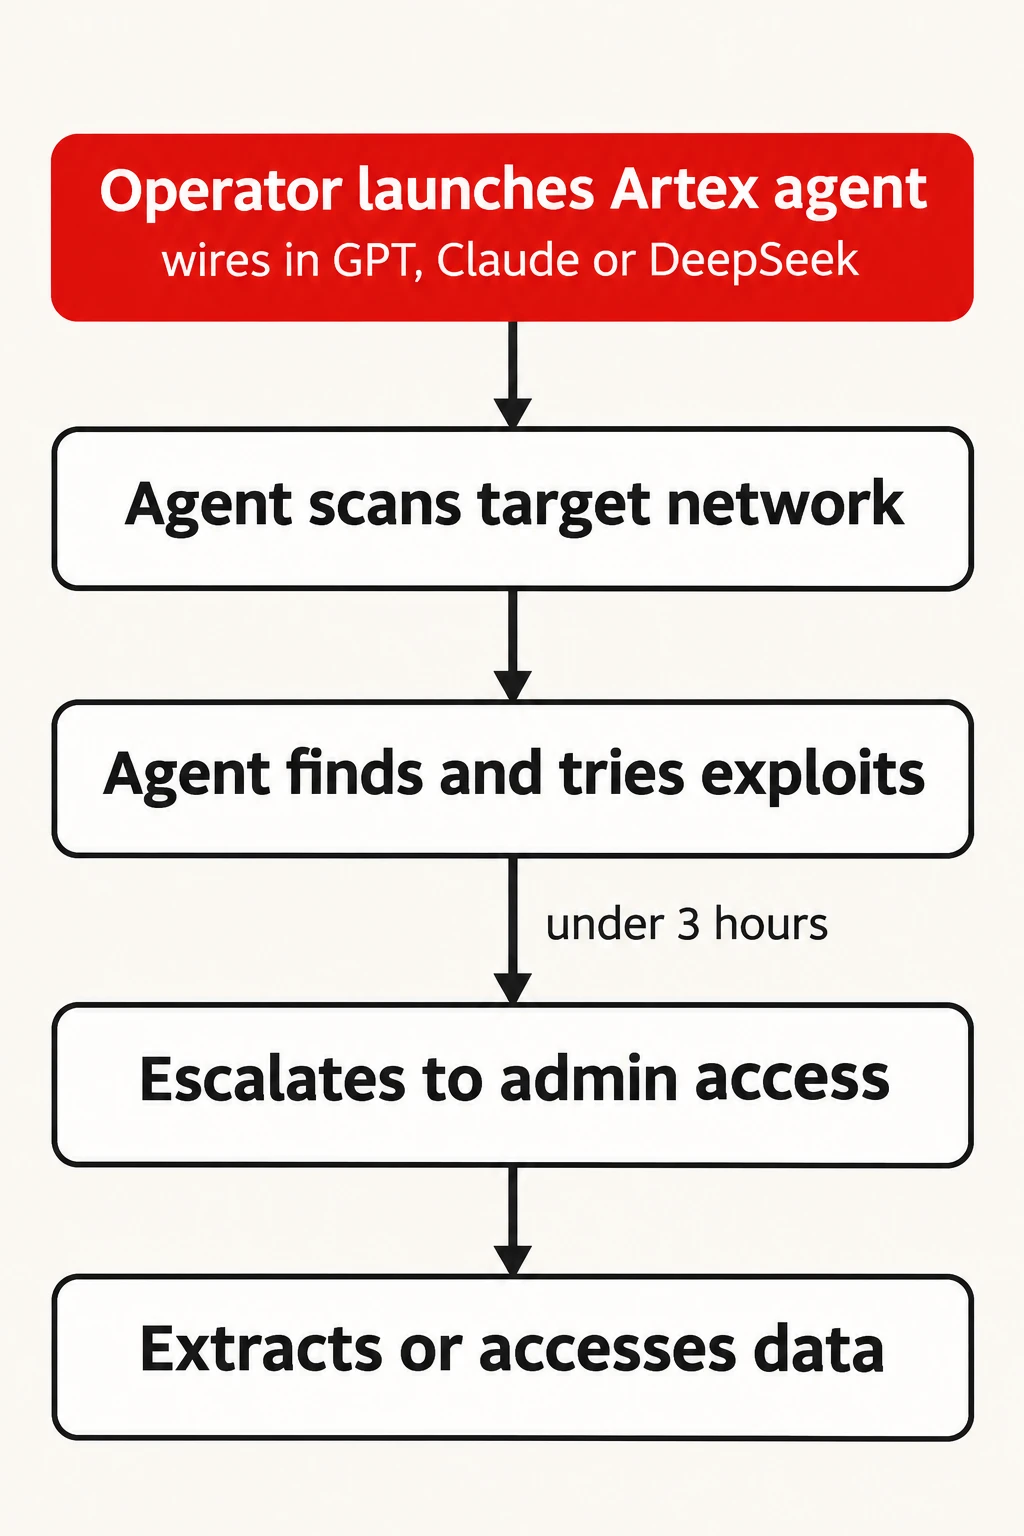 Operator launches Artex agent
wires in GPT, Claude or DeepSeek
Agent scans target network
Agent finds and tries exploits
under 3 hours
Escalates to admin access
Extracts or accesses data